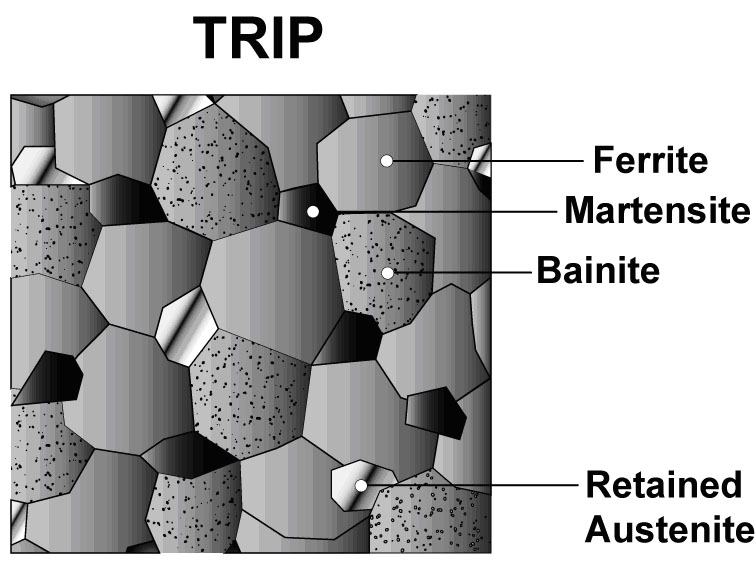 TRIP
Ferrite
Martensite
Bainite
Retained
Austenite